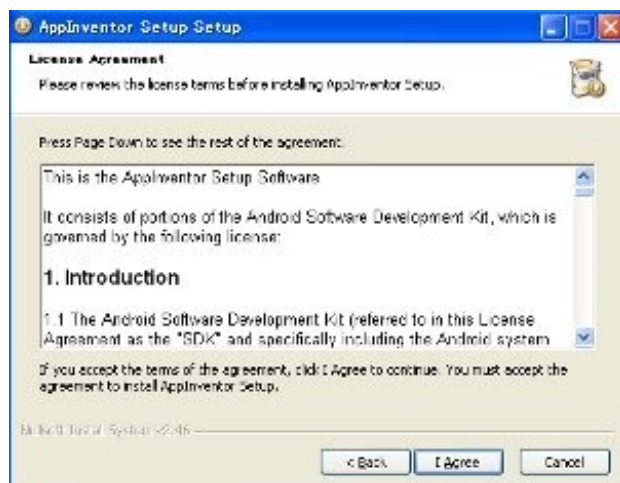 AppInventor Setup Setup
License Agreement
Please review the license terms before installing AppInventor Setup.
Press Page Down to see the rest of the agreement.
This is the AppInventor Setup Software
It consists of portions of the Android Software Development Kit, which is
governed by the following license:
1. Introduction
1.1 The Android Software Development Kit (referred to in this License
Agreement as the "SDK" and specifically including the Android system
If you accept the terms of the agreement, click I Agree to continue. You must accept the
agreement to install AppInventor Setup.
Nullsoft Install System v2.46
< Back
I Agree
Cancel